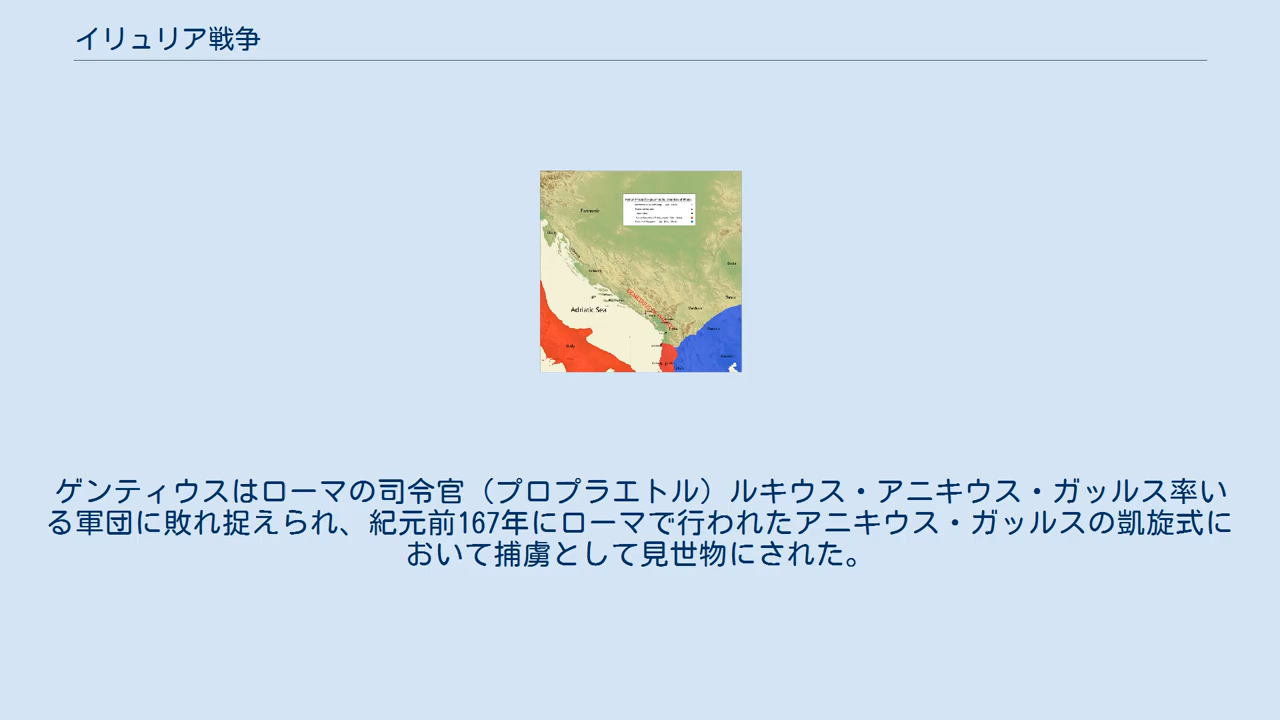 イリュリア戦争
Adriatic Sea
Italy
ゲンティウスはローマの司令官（プロプラエトル）ルキウス・アニキウス・ガッルス率い
る軍団に敗れ捉えられ、紀元前167年にローマで行われたアニキウス・ガッルスの凱旋式に
おいて捕虜として見世物にされた。